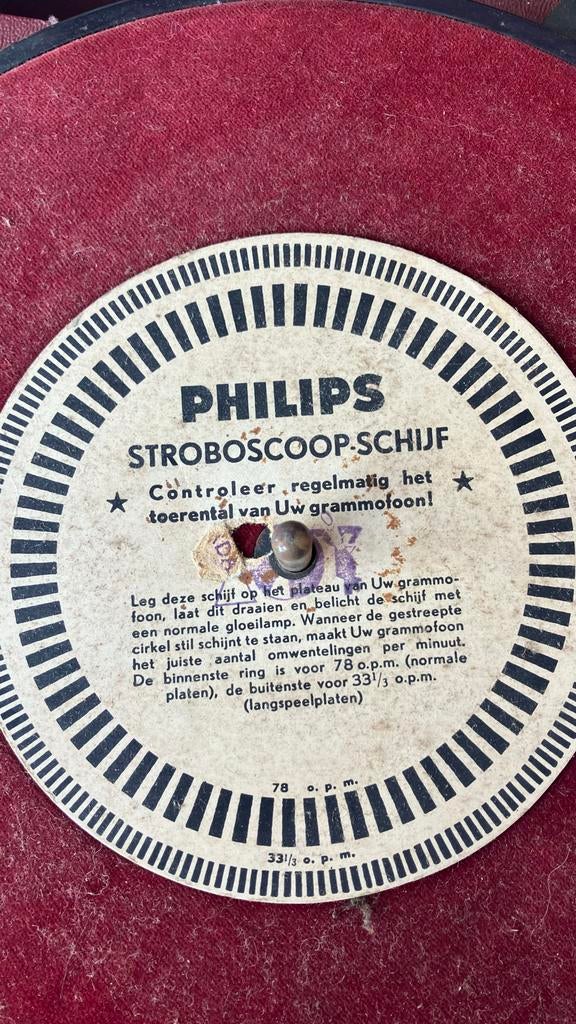 PHILIPS
STROBOSCOOP-SCHIJF
★ Controleer regelmatig het ★
toerental van Uw grammofoon!
Leg deze schijf op het plateau van Uw grammo-
foon, laat dit draaien en belicht de schijf met
een normale gloeilamp. Wanneer de gestreepte
cirkel stil schijnt te staan, maakt Uw grammofoon
het juiste aantal omwentelingen per minuut.
De binnenste ring is voor 78 o.p.m. (normale
platen), de buitenste voor 33 1/3 o.p.m.
(langspeelplaten)
78 o. p. m.
33 1/3 o. p. m.